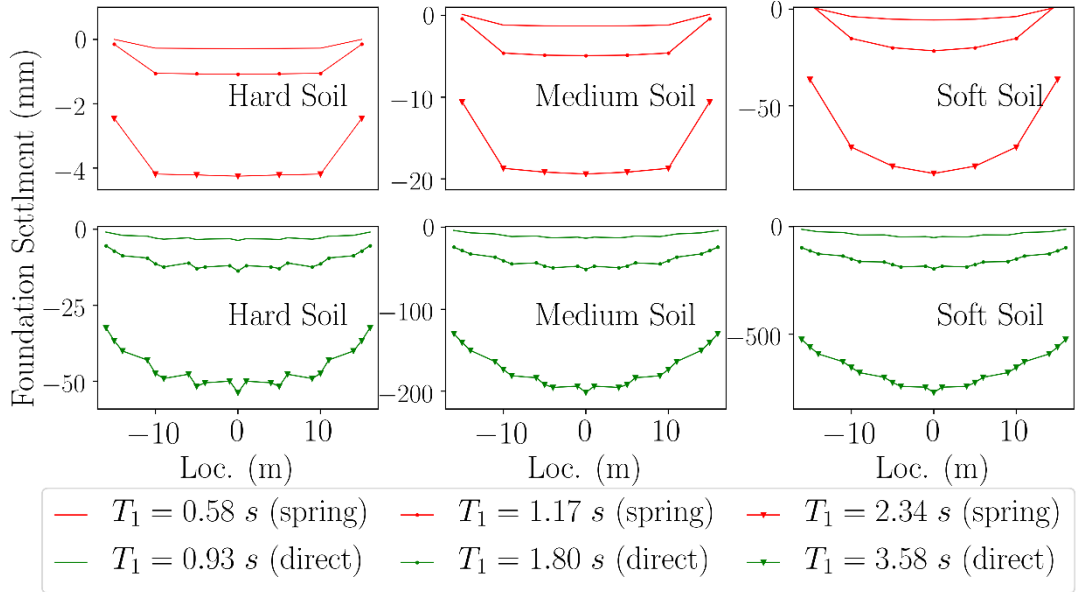 Foundation Settlment (mm)
0
−2
−4
Hard Soil
0
−10
−20
Medium Soil
0
−50
Soft Soil
0
−25
−50
Hard Soil
0
−100
−200
Medium Soil
0
−500
Soft Soil
−10 0 10
−10 0 10
−10 0 10
Loc. (m) Loc. (m) Loc. (m)
T₁ = 0.58 s (spring) T₁ = 1.17 s (spring) T₁ = 2.34 s (spring)
T₁ = 0.93 s (direct) T₁ = 1.80 s (direct) T₁ = 3.58 s (direct)